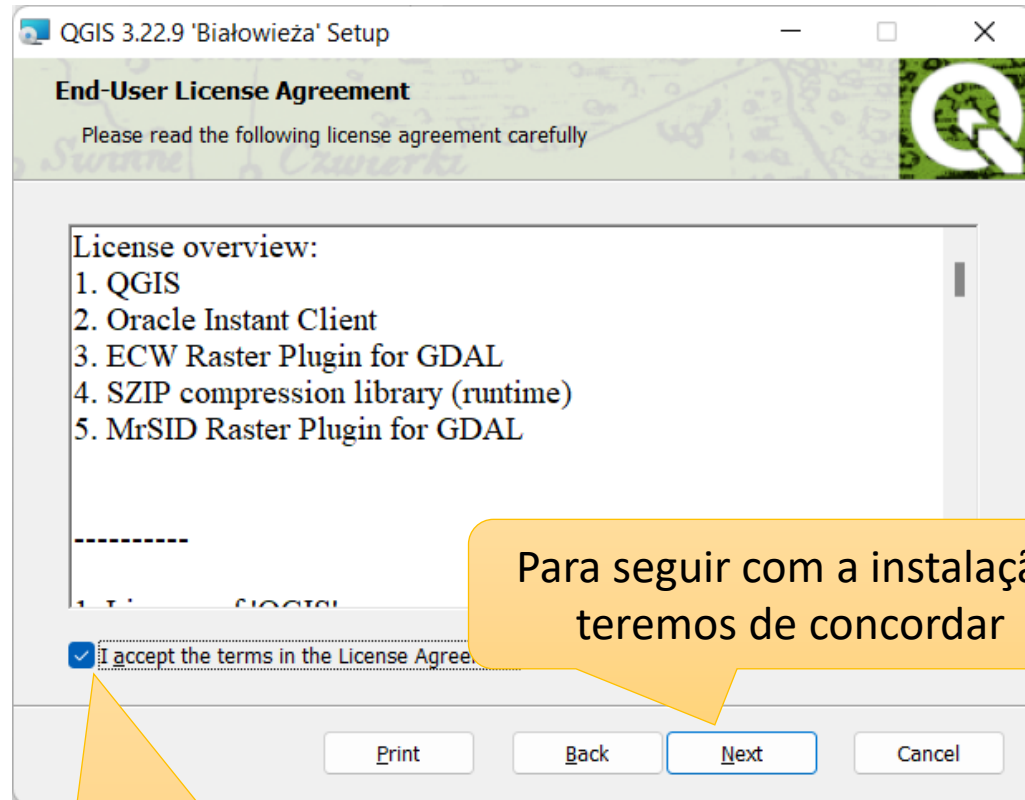 QGIS 3.22.9 'Białowieża' Setup
End-User License Agreement
Please read the following license agreement carefully
Swinne Czwiorki
License overview:
1. QGIS
2. Oracle Instant Client
3. ECW Raster Plugin for GDAL
4. SZIP compression library (runtime)
5. MrSID Raster Plugin for GDAL
----------
Para seguir com a
teremos de concordar
I accept the terms in the License
Print Back Next Cancel